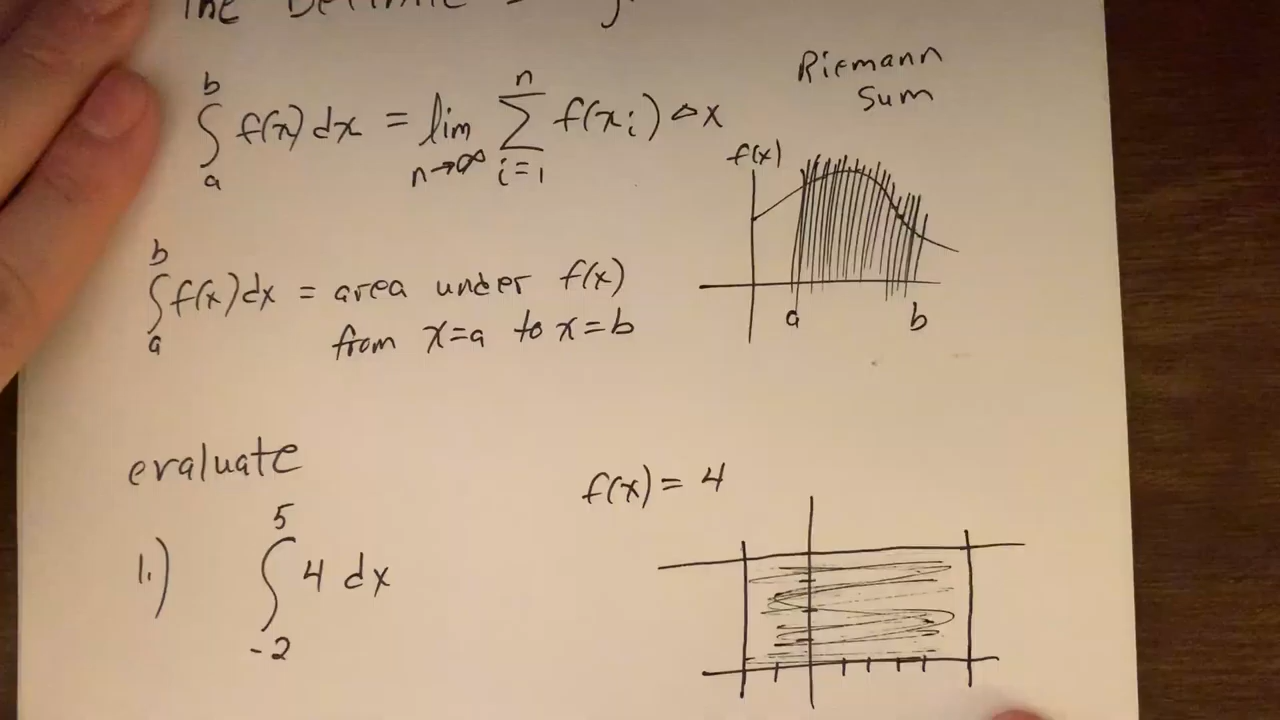 The
Riemann
Sum
∫_a^b f(x) dx = lim_{n→∞} ∑_{i=1}^n f(x_i) Δx
f(x)
a b
∫_a^b f(x) dx = area under f(x)
from x=a to x=b
evaluate
f(x) = 4
1.) ∫_{-2}^5 4 dx